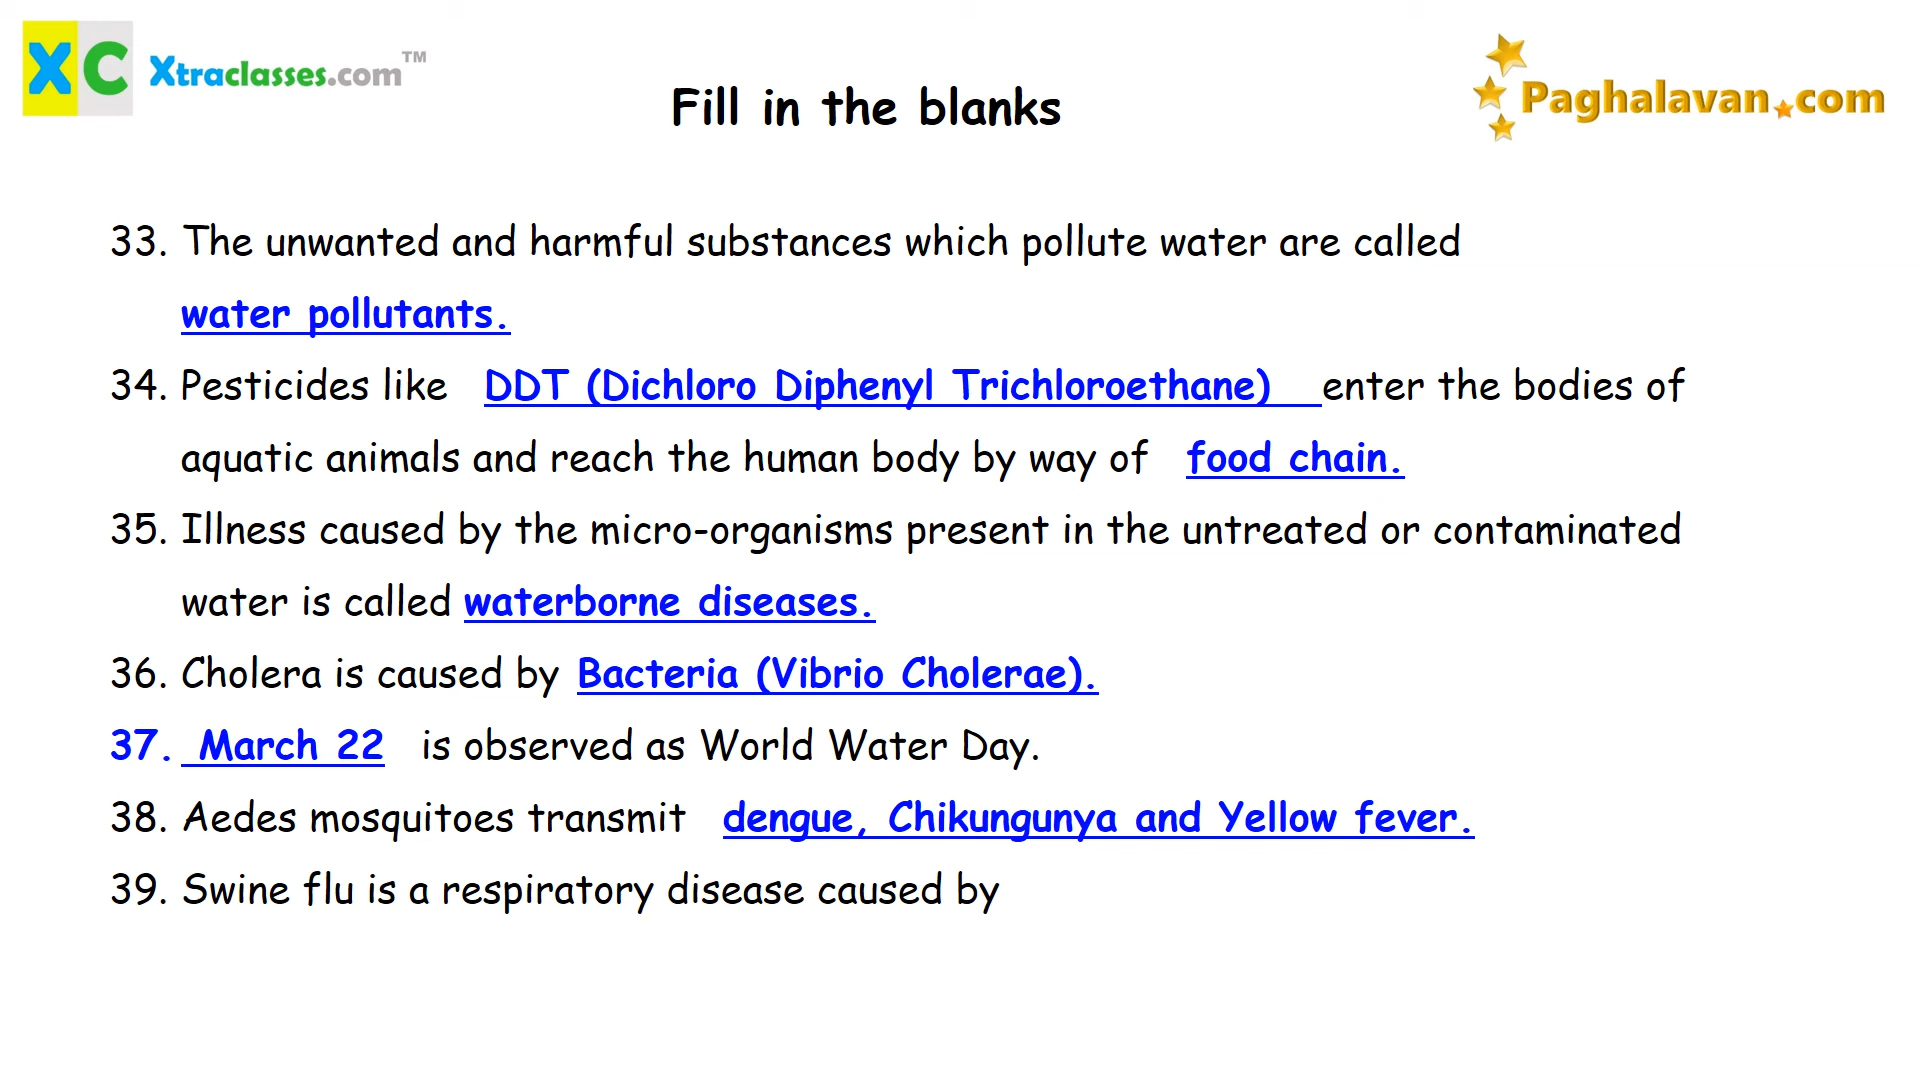 XC Xtraclasses.com™
Paghalavan.com
Fill in the blanks
33. The unwanted and harmful substances which pollute water are called
water pollutants.
34. Pesticides like DDT (Dichloro Diphenyl Trichloroethane) enter the bodies of
aquatic animals and reach the human body by way of food chain.
35. Illness caused by the micro-organisms present in the untreated or contaminated
water is called waterborne diseases.
36. Cholera is caused by Bacteria (Vibrio Cholerae).
37. March 22 is observed as World Water Day.
38. Aedes mosquitoes transmit dengue, Chikungunya and Yellow fever.
39. Swine flu is a respiratory disease caused by